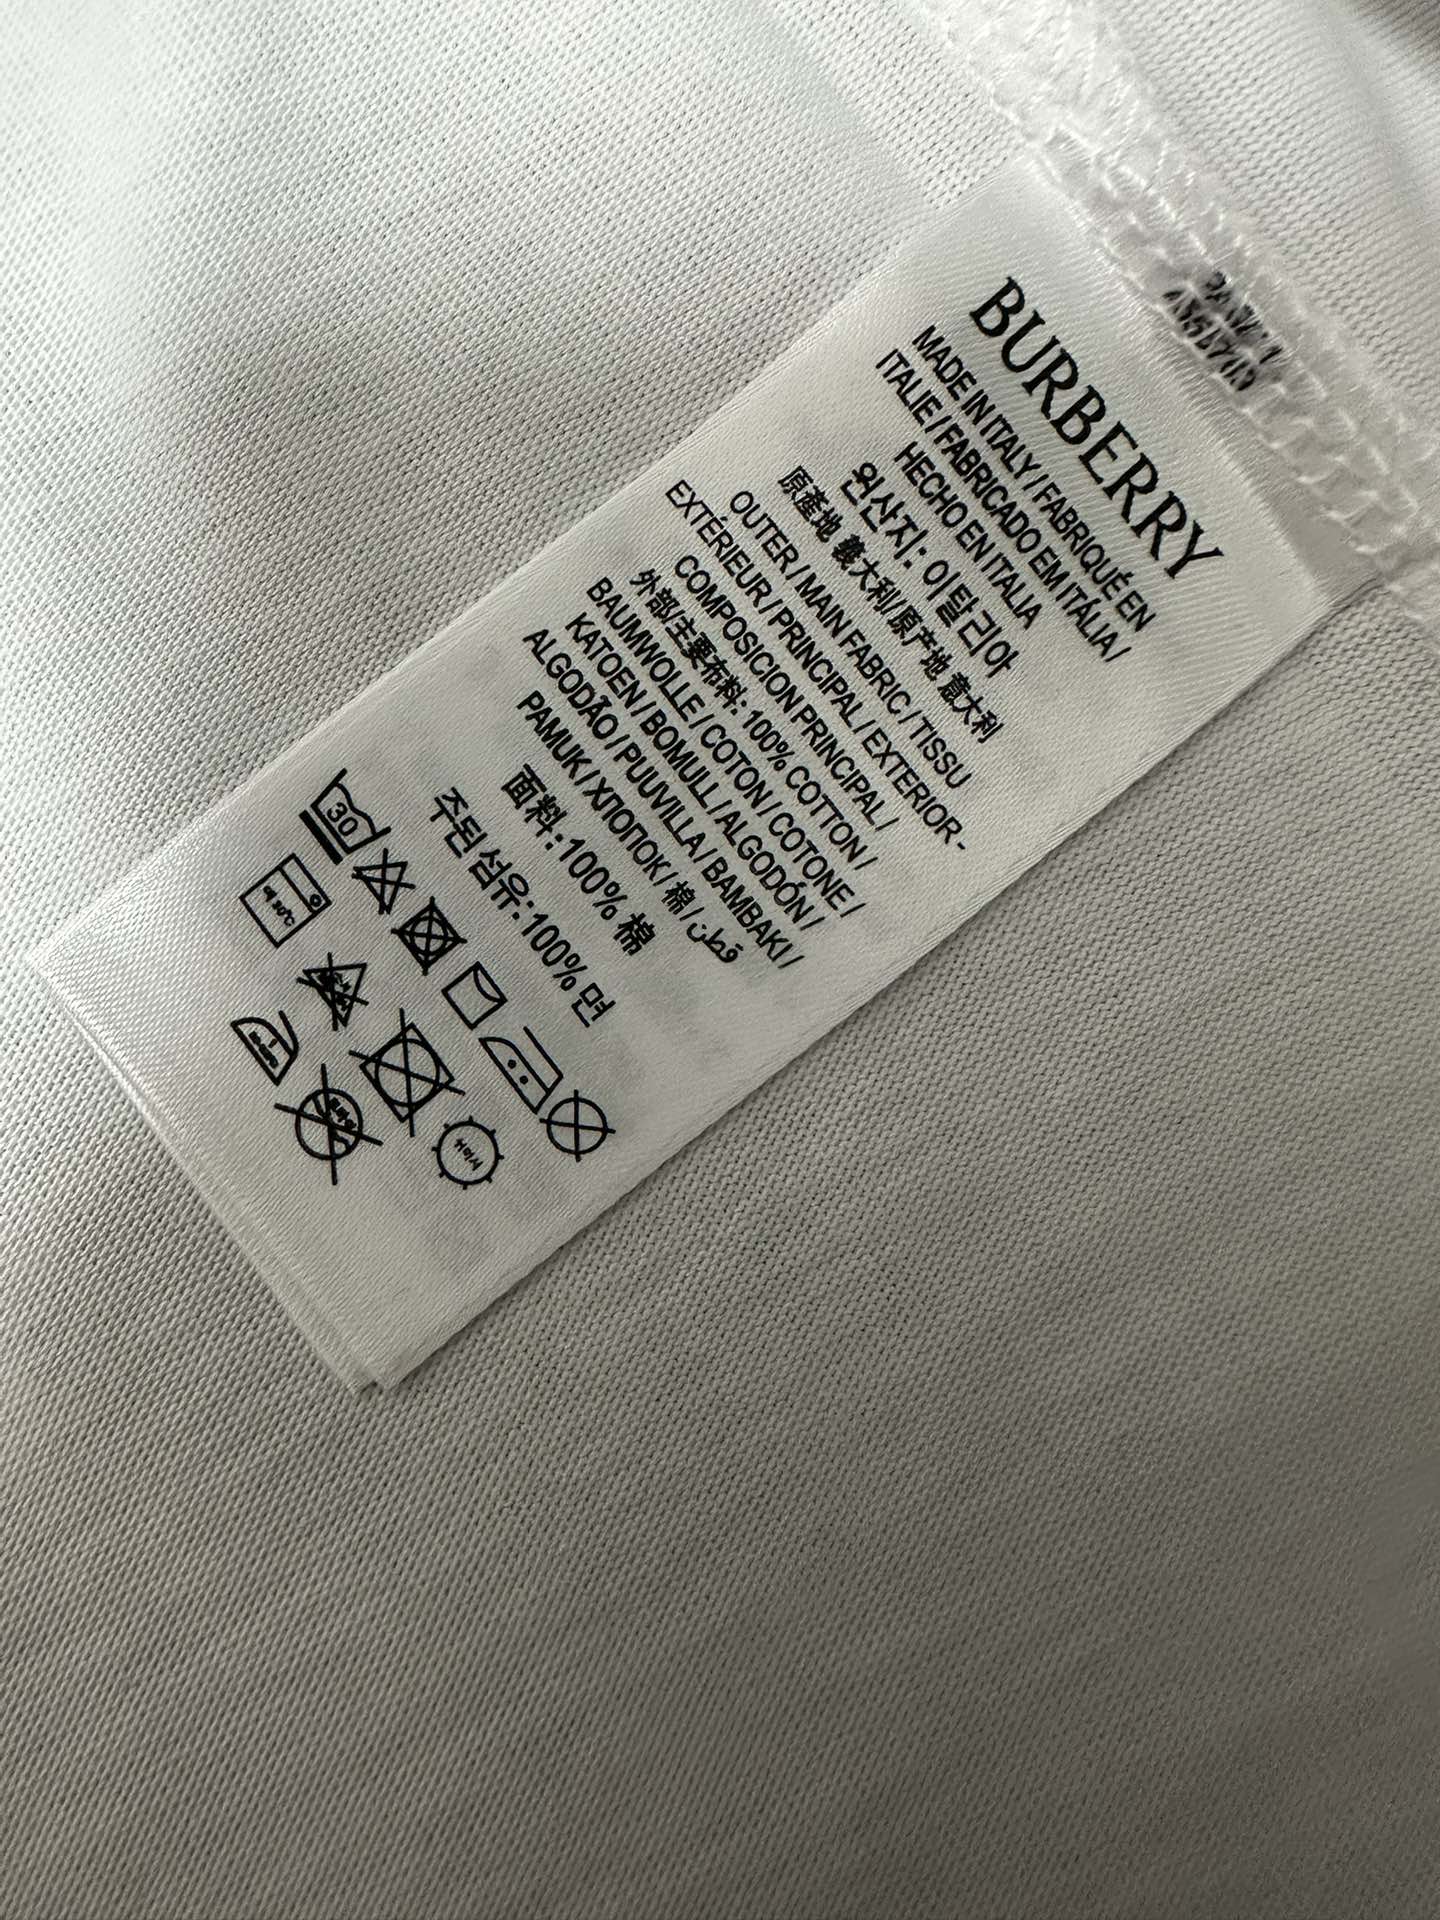 BURBERRY
MADE IN ITALY / FABRIQUÉ EN
ITALIE / FABRICADO EM ITÁLIA /
HECHO EN ITALIA
원산지: 이탈리아
原產地 義大利/原产地 意大利
OUTER / MAIN FABRIC / TISSU
EXTÉRIEUR / PRINCIPAL / EXTERIOR -
COMPOSICION PRINCIPAL /
外部/主要布料: 100% COTTON /
BAUMWOLLE / COTON / COTONE /
KATOEN / BOMULL / ALGODÓN /
ALGODÃO / PUUVILLA / BAMBAKI /
PAMUK / ХПОПОК / 棉 / قطن
面料: 100% 棉
주된 섬유: 100% 면
30